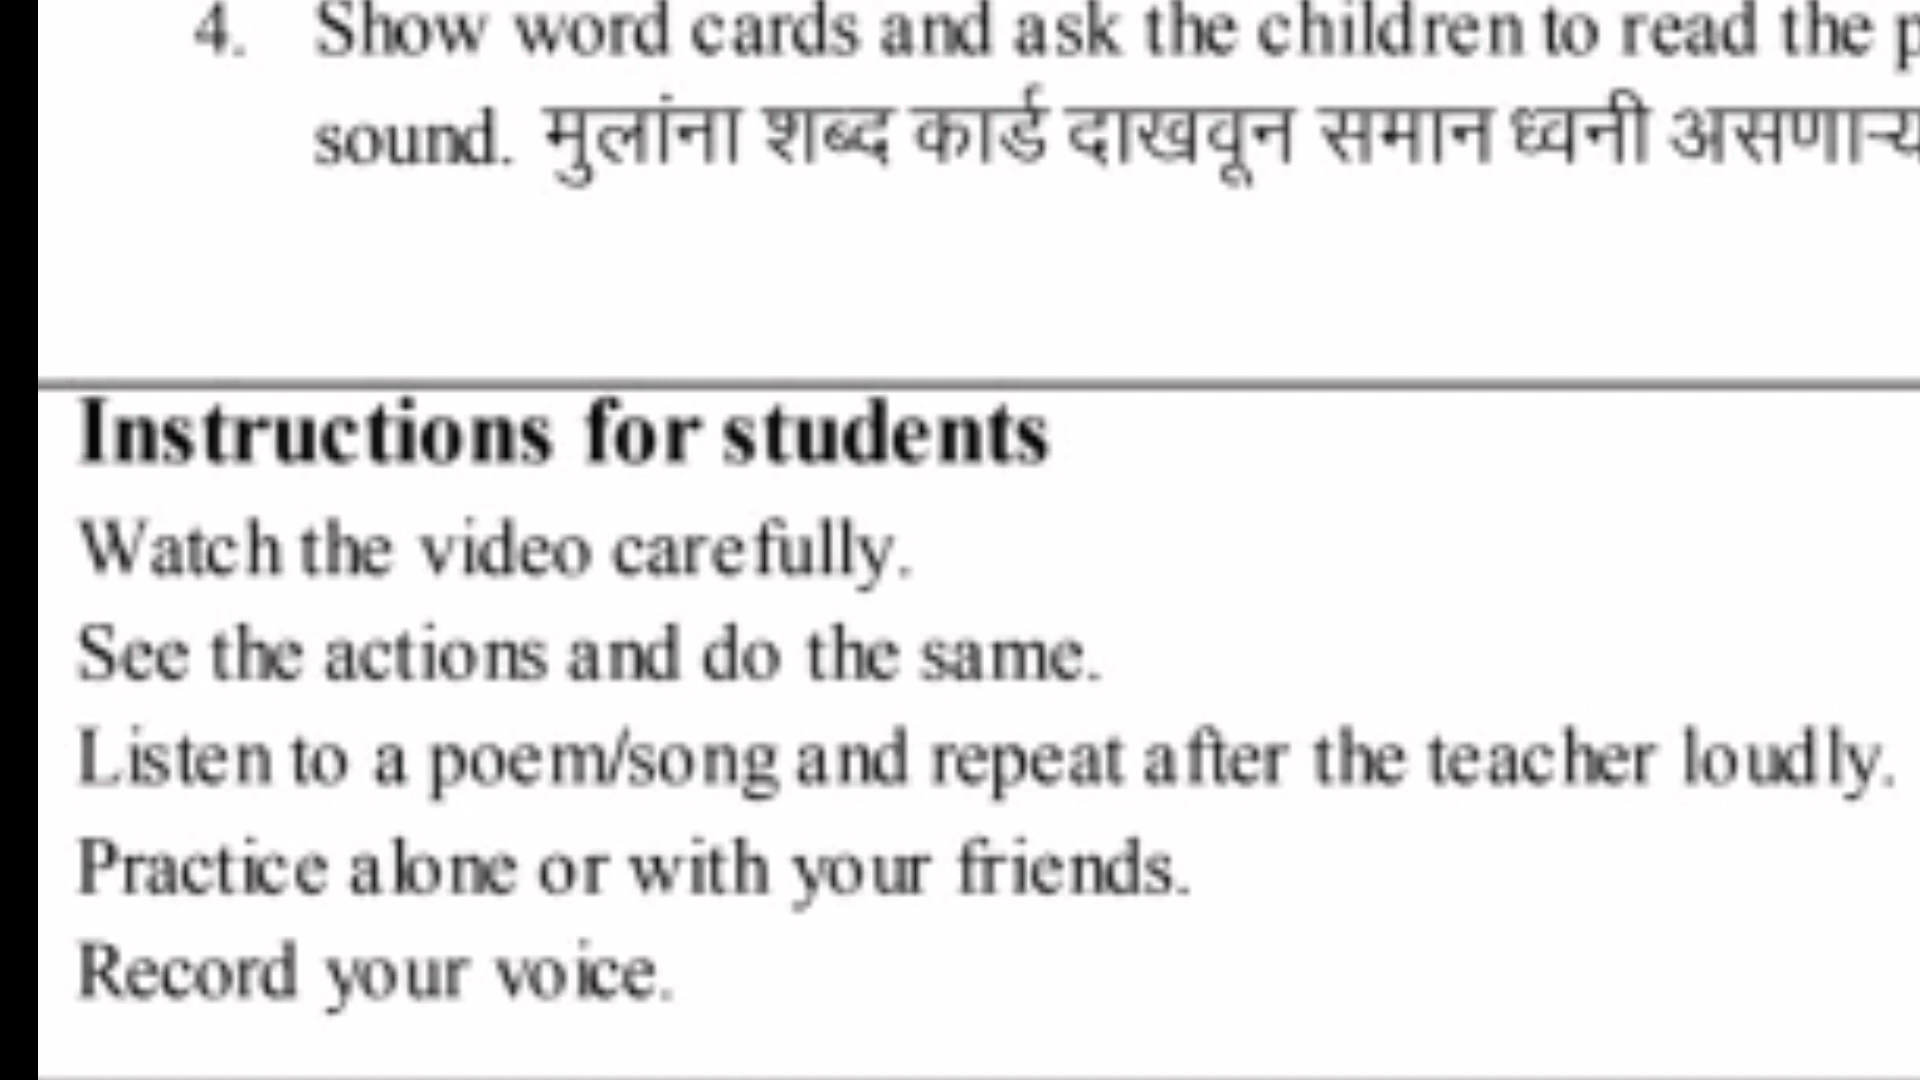 4. Show word cards and ask the children to read the
sound. मुलांना शब्द कार्ड दाखवून समान ध्वनी असणाऱ्य
Instructions for students
Watch the video carefully.
See the actions and do the same.
Listen to a poem/song and repeat after the teacher loudly.
Practice alone or with your friends.
Record your voice.